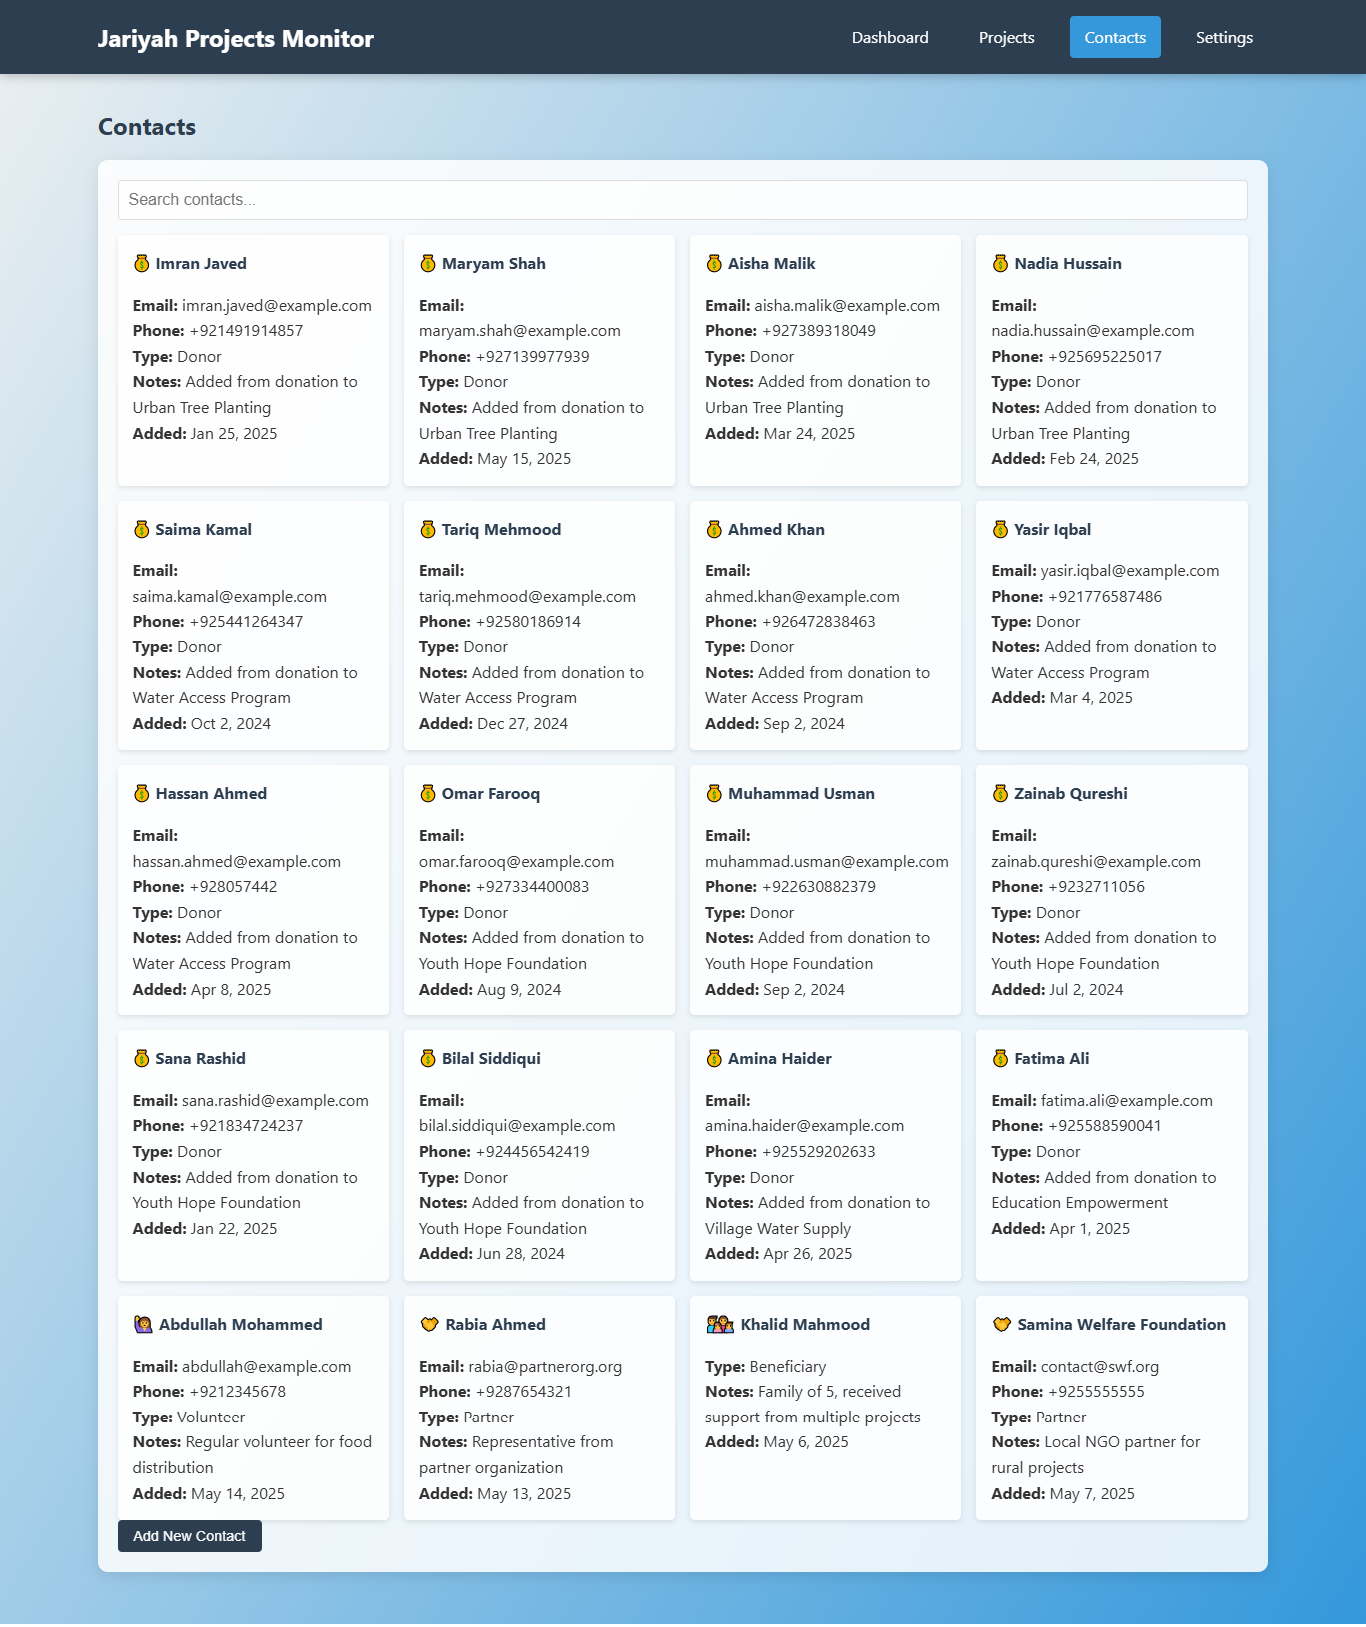 Jariyah Projects Monitor
Dashboard
Projects
Contacts
Settings
Contacts
Search contacts...
Imran Javed
Email: imran.javed@example.com
Phone: +921491914857
Type: Donor
Notes: Added from donation to
Urban Tree Planting
Added: Jan 25, 2025
Maryam Shah
Email:
maryam.shah@example.com
Phone: +927139977939
Type: Donor
Notes: Added from donation to
Urban Tree Planting
Added: May 15, 2025
Aisha Malik
Email: aisha.malik@example.com
Phone: +927389318049
Type: Donor
Notes: Added from donation to
Urban Tree Planting
Added: Mar 24, 2025
Nadia Hussain
Email:
nadia.hussain@example.com
Phone: +925695225017
Type: Donor
Notes: Added from donation to
Urban Tree Planting
Added: Feb 24, 2025
Saima Kamal
Email:
saima.kamal@example.com
Phone: +925441264347
Type: Donor
Notes: Added from donation to
Water Access Program
Added: Oct 2, 2024
Tariq Mehmood
Email:
tariq.mehmood@example.com
Phone: +92580186914
Type: Donor
Notes: Added from donation to
Water Access Program
Added: Dec 27, 2024
Ahmed Khan
Email:
ahmed.khan@example.com
Phone: +926472838463
Type: Donor
Notes: Added from donation to
Water Access Program
Added: Sep 2, 2024
Yasir Iqbal
Email: yasir.iqbal@example.com
Phone: +921776587486
Type: Donor
Notes: Added from donation to
Water Access Program
Added: Mar 4, 2025
Hassan Ahmed
Email:
hassan.ahmed@example.com
Phone: +928057442
Type: Donor
Notes: Added from donation to
Water Access Program
Added: Apr 8, 2025
Omar Farooq
Email:
omar.farooq@example.com
Phone: +927334400083
Type: Donor
Notes: Added from donation to
Youth Hope Foundation
Added: Aug 9, 2024
Muhammad Usman
Email:
muhammad.usman@example.com
Phone: +922630882379
Type: Donor
Notes: Added from donation to
Youth Hope Foundation
Added: Sep 2, 2024
Zainab Qureshi
Email:
zainab.qureshi@example.com
Phone: +9232711056
Type: Donor
Notes: Added from donation to
Youth Hope Foundation
Added: Jul 2, 2024
Sana Rashid
Email: sana.rashid@example.com
Phone: +921834724237
Type: Donor
Notes: Added from donation to
Youth Hope Foundation
Added: Jan 22, 2025
Bilal Siddiqui
Email:
bilal.siddiqui@example.com
Phone: +924456542419
Type: Donor
Notes: Added from donation to
Youth Hope Foundation
Added: Jun 28, 2024
Amina Haider
Email:
amina.haider@example.com
Phone: +925529202633
Type: Donor
Notes: Added from donation to
Village Water Supply
Added: Apr 26, 2025
Fatima Ali
Email: fatima.ali@example.com
Phone: +925588590041
Type: Donor
Notes: Added from donation to
Education Empowerment
Added: Apr 1, 2025
Abdullah Mohammed
Email: abdullah@example.com
Phone: +9212345678
Type: Volunteer
Notes: Regular volunteer for food
distribution
Added: May 14, 2025
Rabia Ahmed
Email: rabia@partnerorg.org
Phone: +9287654321
Type: Partner
Notes: Representative from
partner organization
Added: May 13, 2025
Khalid Mahmood
Type: Beneficiary
Notes: Family of 5, received
support from multiple projects
Added: May 6, 2025
Samina Welfare Foundation
Email: contact@swf.org
Phone: +9255555555
Type: Partner
Notes: Local NGO partner for
rural projects
Added: May 7, 2025
Add New Contact